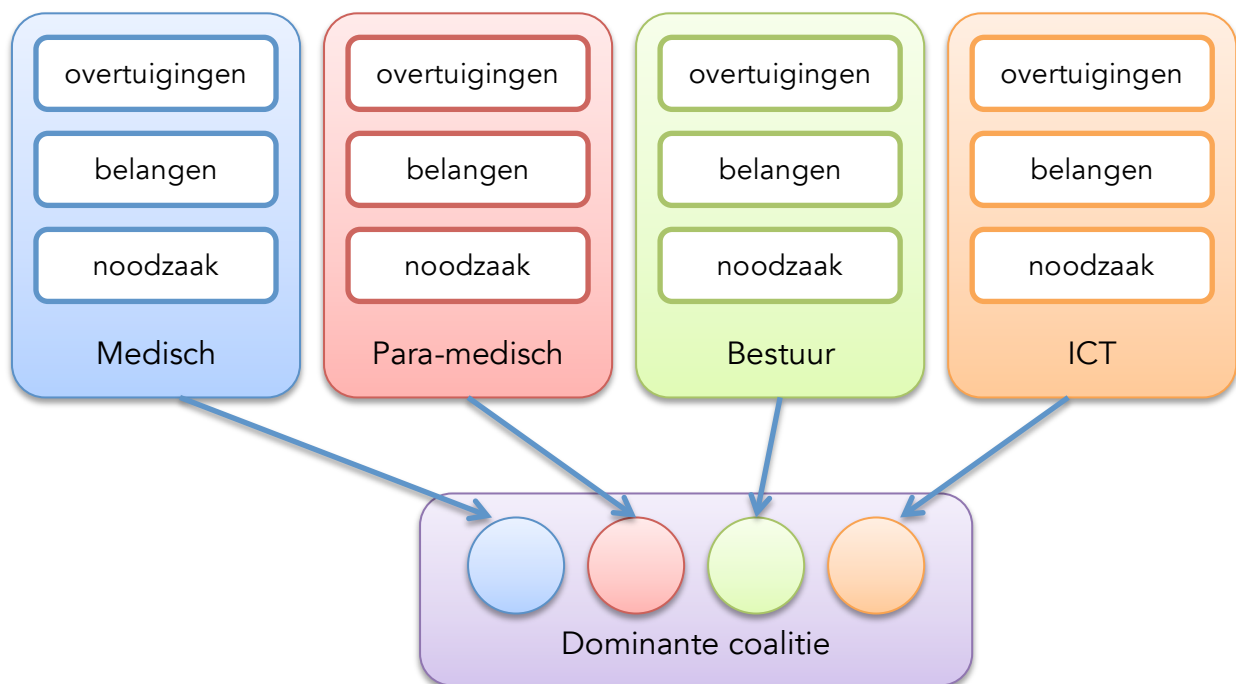 overtuigingen
belangen
noodzaak
Medisch
overtuigingen
belangen
noodzaak
Para-medisch
overtuigingen
belangen
noodzaak
Bestuur
overtuigingen
belangen
noodzaak
ICT
Dominante coalitie